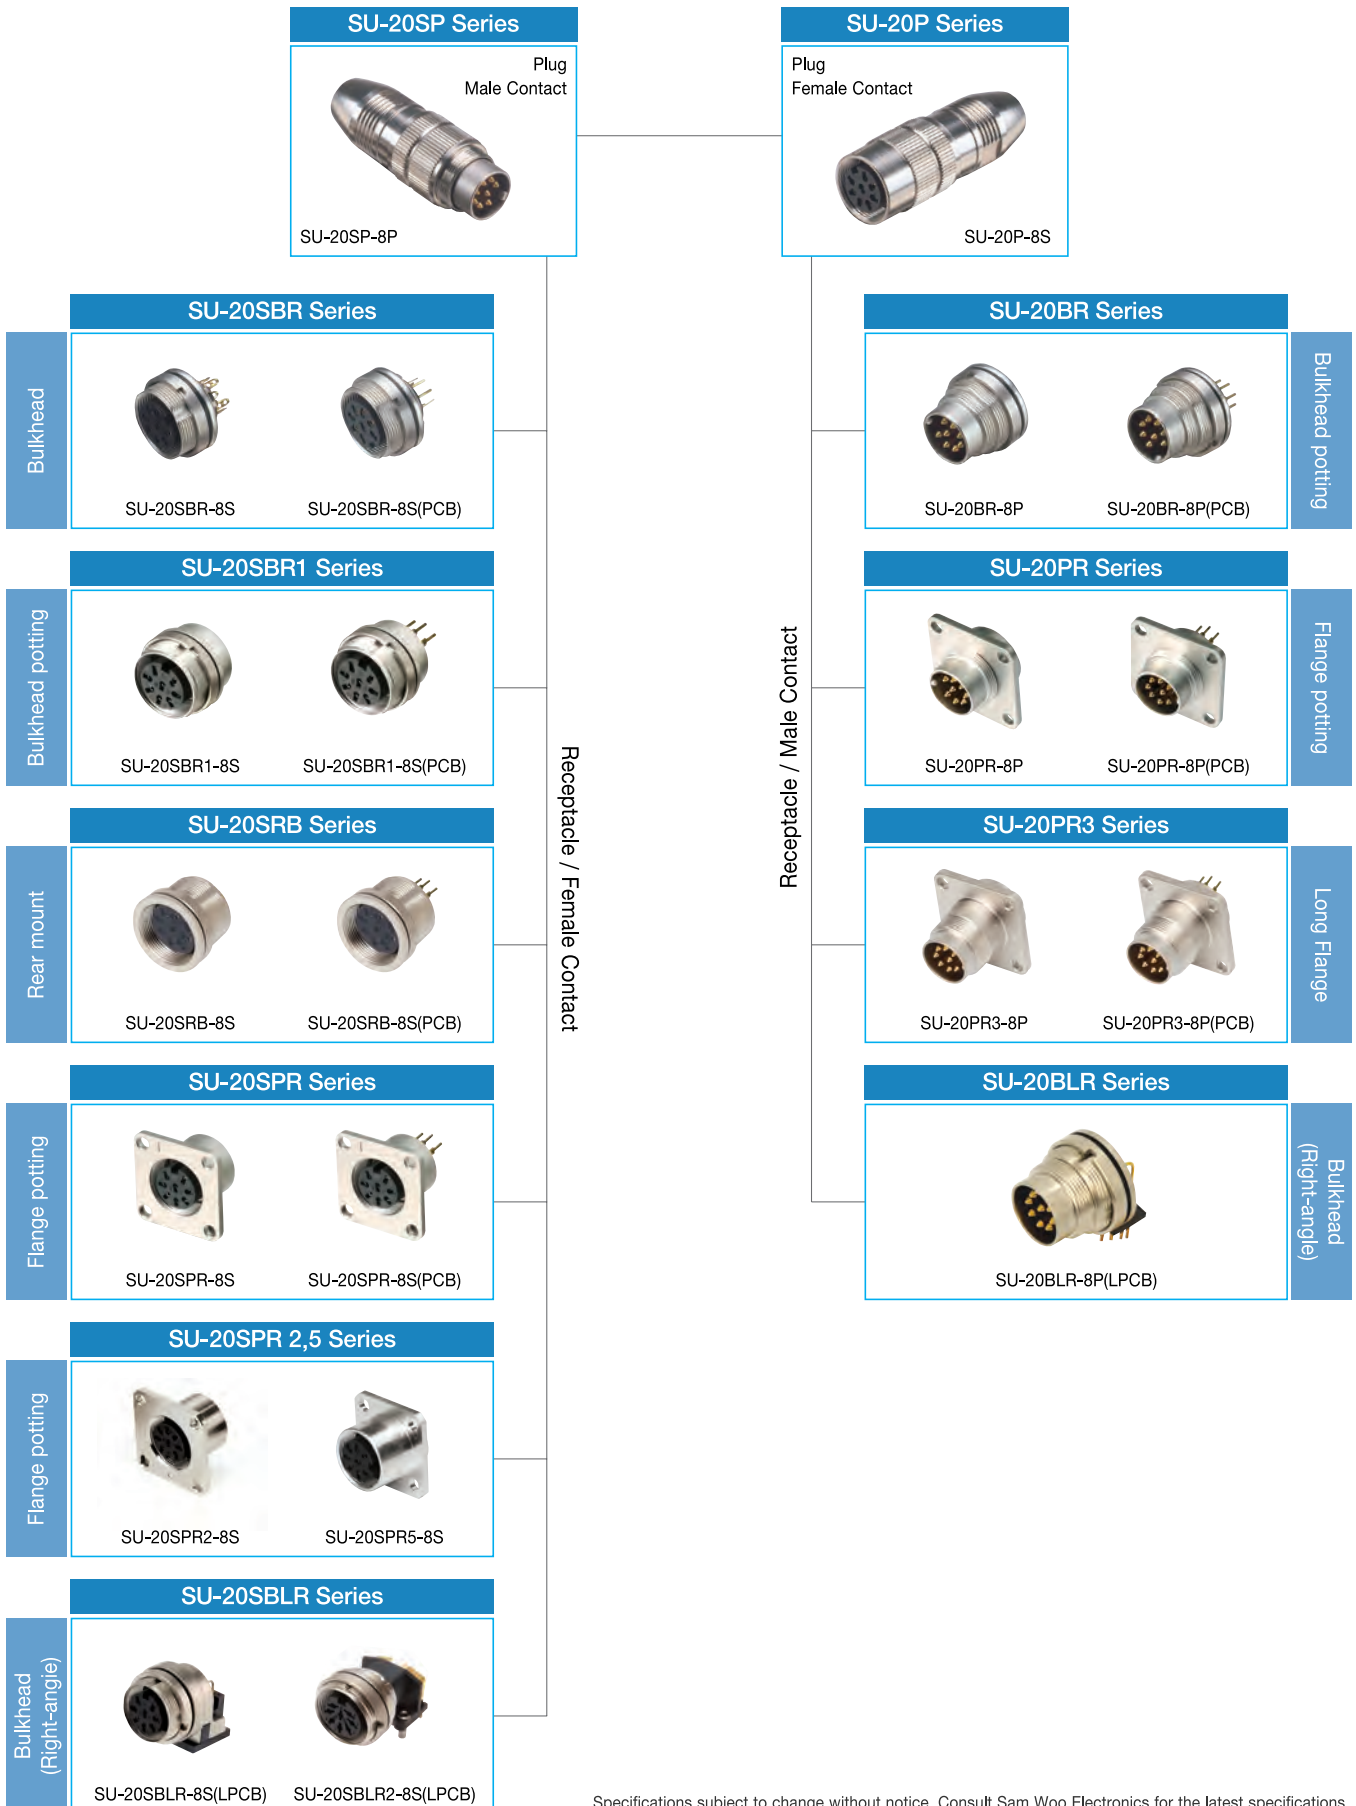 SU-20SP Series
Plug
Male Contact
SU-20SP-8P
SU-20P Series
Plug
Female Contact
SU-20P-8S
SU-20SBR Series
Bulkhead
SU-20SBR-8S
SU-20SBR-8S(PCB)
SU-20SBR1 Series
Bulkhead potting
SU-20SBR1-8S
SU-20SBR1-8S(PCB)
SU-20SRB Series
Rear mount
SU-20SRB-8S
SU-20SRB-8S(PCB)
SU-20SPR Series
Flange potting
SU-20SPR-8S
SU-20SPR-8S(PCB)
SU-20SPR 2,5 Series
Flange potting
SU-20SPR2-8S
SU-20SPR5-8S
SU-20SBLR Series
Bulkhead
(Right-angie)
SU-20SBLR-8S(LPCB)
SU-20SBLR2-8S(LPCB)
Receptacle / Female Contact
Receptacle / Male Contact
SU-20BR Series
Bulkhead potting
SU-20BR-8P
SU-20BR-8P(PCB)
SU-20PR Series
Flange potting
SU-20PR-8P
SU-20PR-8P(PCB)
SU-20PR3 Series
Long Flange
SU-20PR3-8P
SU-20PR3-8P(PCB)
SU-20BLR Series
Bulkhead
(Right-angle)
SU-20BLR-8P(LPCB)
Specifications subject to change without notice. Consult Sam Woo Electronics for the latest specifications